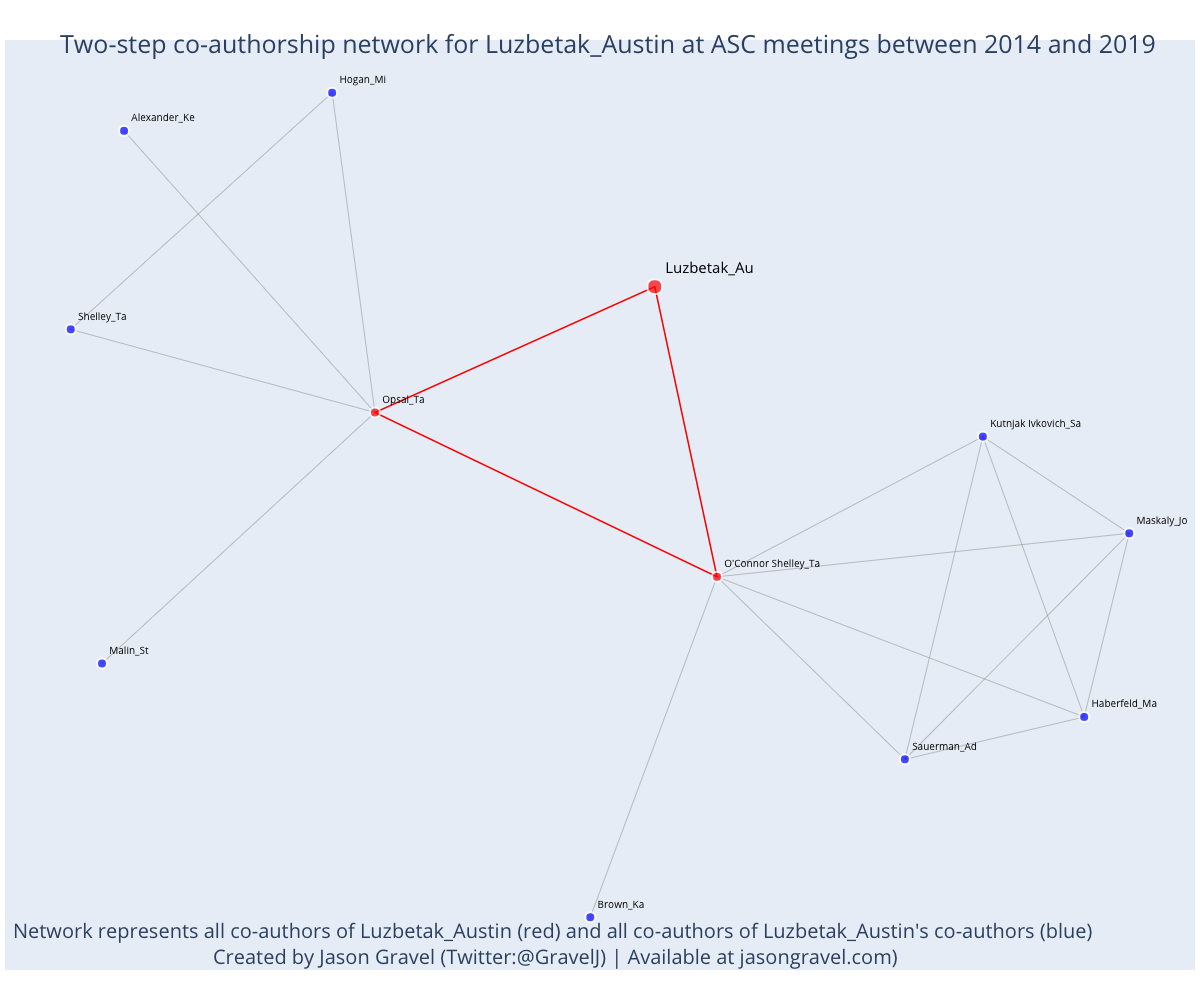 Two-step co-authorship network for Luzbetak_Austin at ASC meetings between 2014 and 2019
Hogan_Mi
Alexander_Ke
Luzbetak_Au
Shelley_Ta
Opsal_Ta
Kutnjak Ivkovich_Sa
Maskaly_Jo
O'Connor Shelley_Ta
Malin_St
Haberfeld_Ma
Sauerman_Ad
Brown_Ka
Network represents all co-authors of Luzbetak_Austin (red) and all co-authors of Luzbetak_Austin's co-authors (blue)
Created by Jason Gravel (Twitter:@GravelJ) | Available at jasongravel.com)